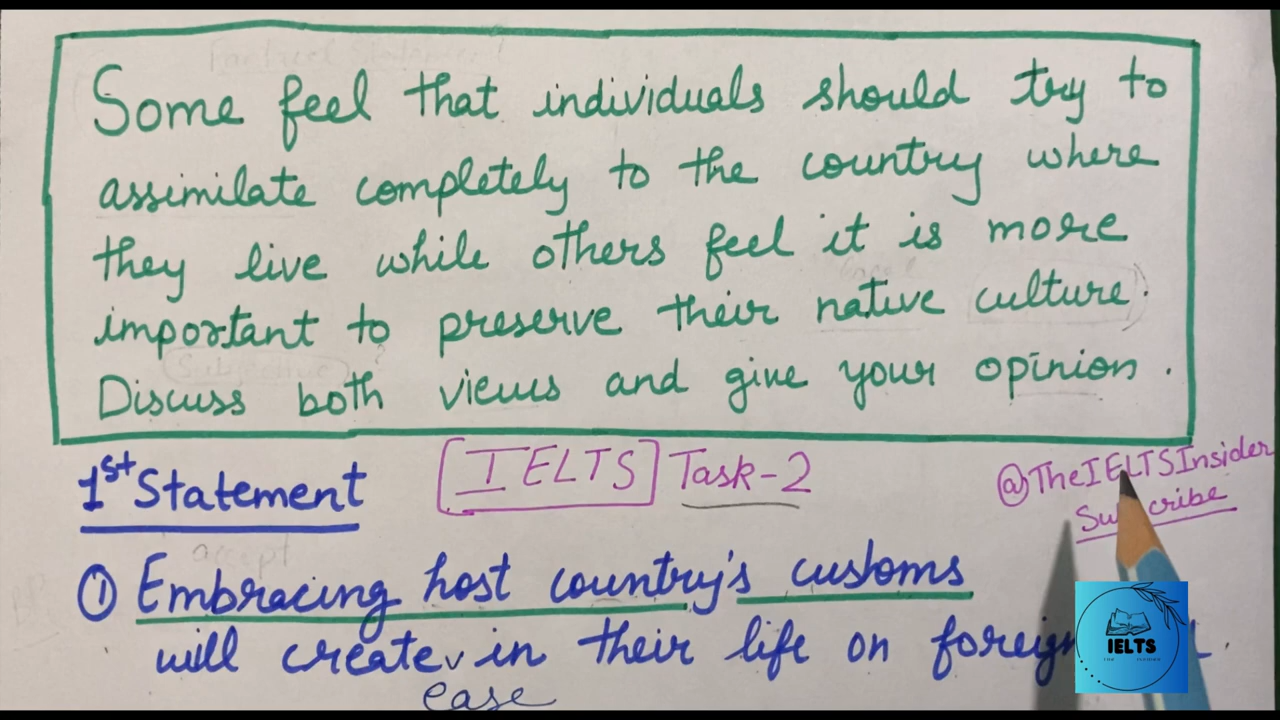 Some feel that individuals should try to
assimilate completely to the country where
they live while others feel it is more
important to preserve their native culture.
Discuss both views and give your opinion.
1st Statement
[IELTS] Task-2
@TheIELTSInsider
Subscribe
① Embracing host country's customs
will create ease in their life on foreign
IELTS